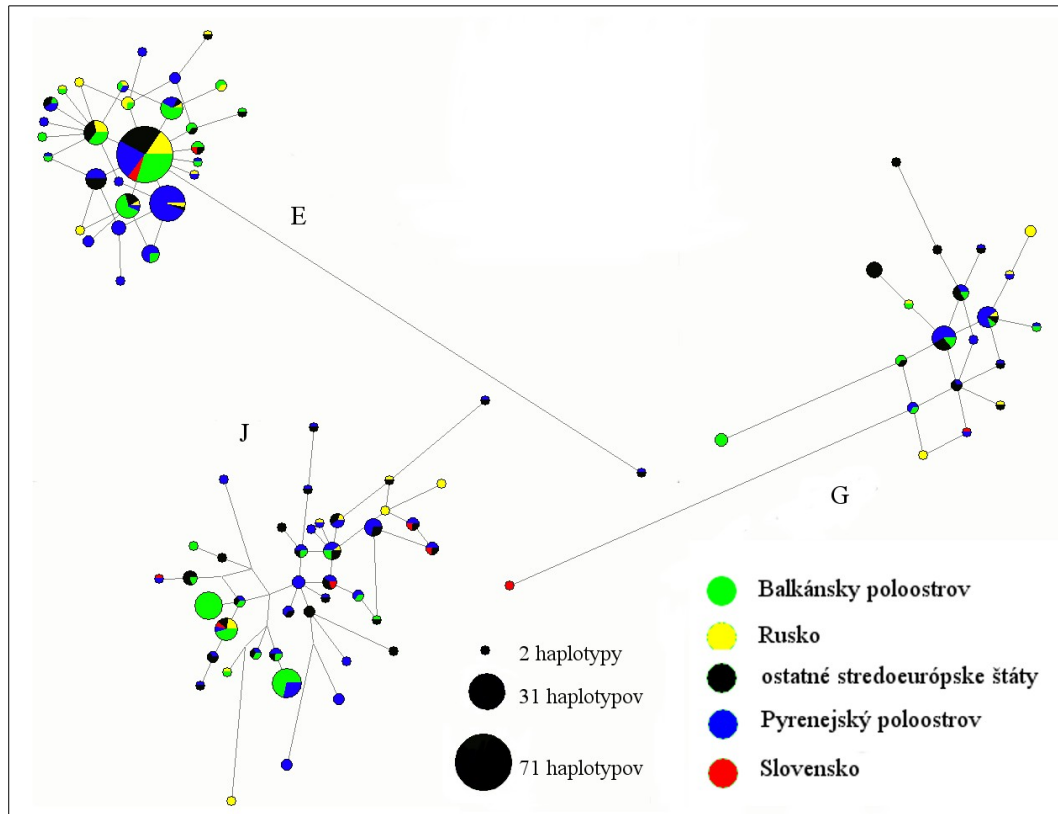 E
J
G
2 haplotypy
31 haplotypov
71 haplotypov
Balkánsky poloostrov
Rusko
ostatné stredoeurópske štáty
Pyrenejský poloostrov
Slovensko